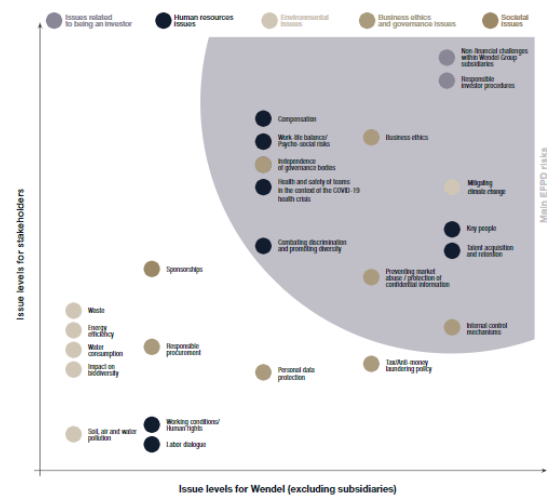 Issues related
to being an investor
Human resources
issues
Environmental
issues
Business ethics
and governance issues
Societal
issues
Non-financial challenges
within Wendel Group
subsidiaries
Responsible
investor procedures
Compensation
Work-life balance/
Psycho-social risks
Business ethics
Independence
of governance bodies
Health and safety of teams
in the context of the COVID-19
health crisis
Mitigating
climate change
Key people
Combating discrimination
and promoting diversity
Talent acquisition
and retention
Sponsorships
Preventing market
abuse / protection of
confidential information
Waste
Energy
efficiency
Internal control
mechanisms
Water
consumption
Responsible
procurement
Impact on
biodiversity
Personal data
protection
Tax/Anti-money
laundering policy
Soil, air and water
pollution
Working conditions/
Human rights
Labor dialogue
Issue levels for stakeholders
Main EFPD risks
Issue levels for Wendel (excluding subsidiaries)